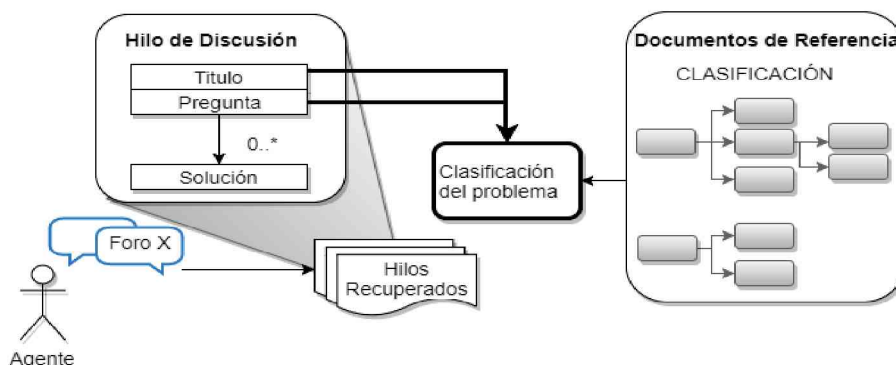 Hilo de Discusión
Titulo
Pregunta
0..*
Solución
Foro X
Agente
Hilos
Recuperados
Clasificación
del problema
Documentos de Referencia
CLASIFICACIÓN